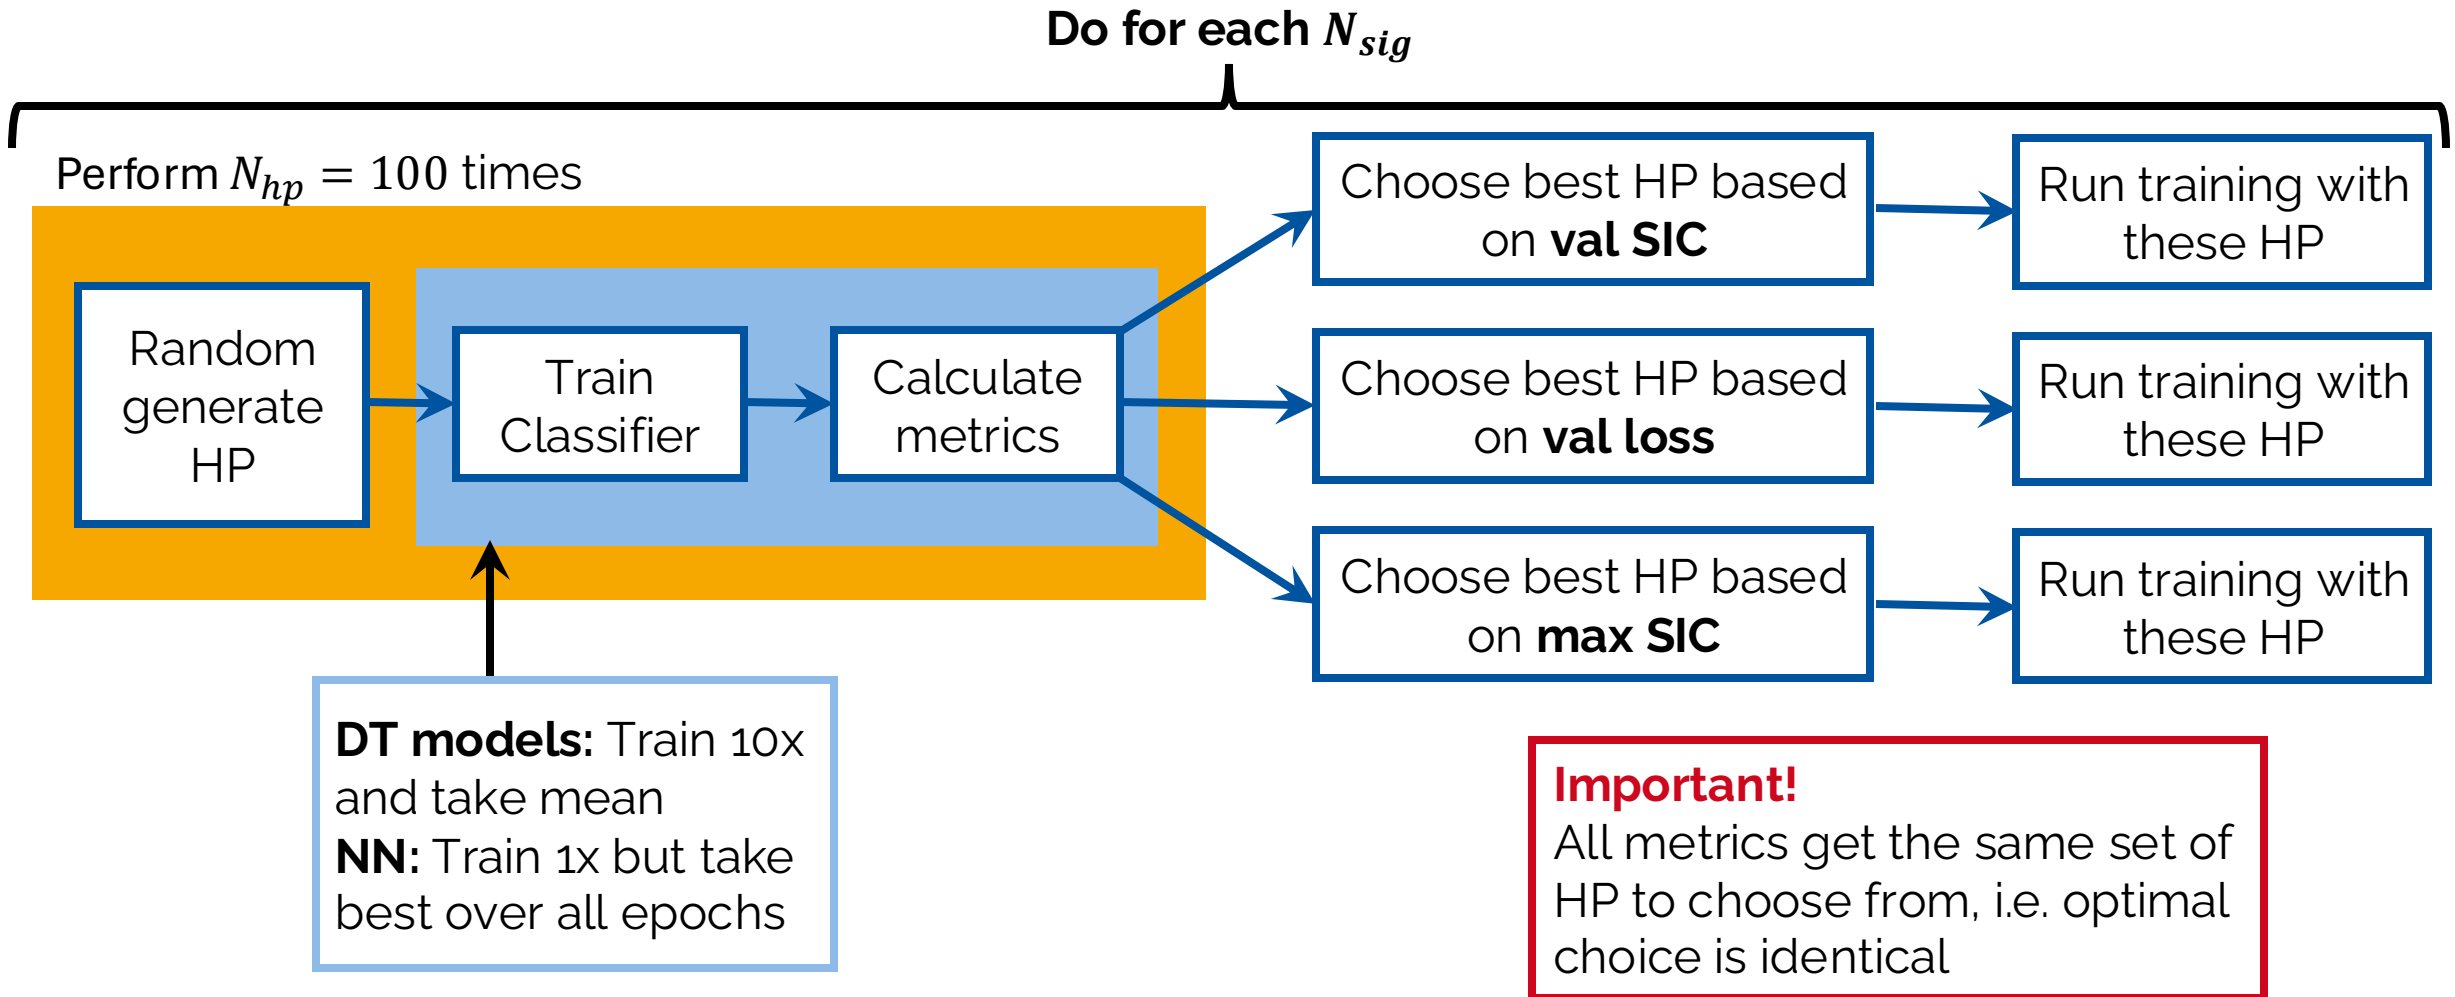 Do for each N_sig
Perform N_hp = 100 times
Random
generate
HP
Train
Classifier
Calculate
metrics
Choose best HP based
on val SIC
Run training with
these HP
Choose best HP based
on val loss
Run training with
these HP
Choose best HP based
on max SIC
Run training with
these HP
DT models: Train 10x
and take mean
NN: Train 1x but take
best over all epochs
Important!
All metrics get the same set of
HP to choose from, i.e. optimal
choice is identical